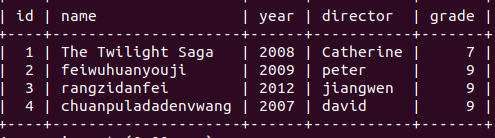 | id | name | year | director | grade |
+----+--------------------+------+-----------+-------+
| 1 | The Twilight Saga | 2008 | Catherine | 7 |
| 2 | feiwuhuanyouji | 2009 | peter | 9 |
| 3 | rangzidanfei | 2012 | jiangwen | 9 |
| 4 | chuanpuladadenvwang | 2007 | david | 9 |
+----+--------------------+------+-----------+-------+